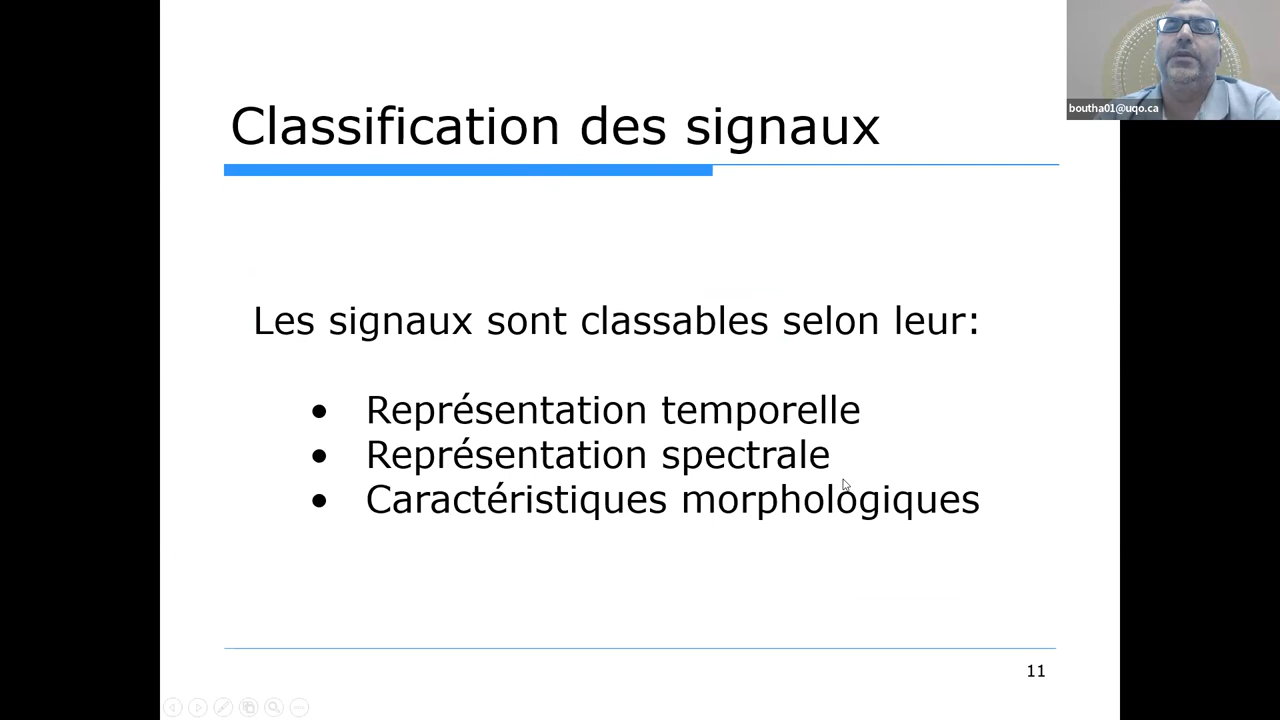 boutha01@uqo.ca
Classification des signaux
Les signaux sont classables selon leur:
• Représentation temporelle
• Représentation spectrale
• Caractéristiques morphologiques
11